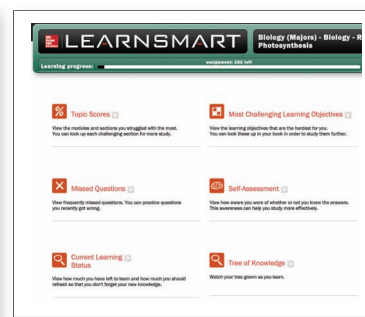 LEARNSMART
Biology (Majors) - Biology - R
Photosynthesis
Learning progress:
assignment: left
Topic Scores
View the modules and sections you struggled with the most.
You can look up each challenging section for more study.
Most Challenging Learning Objectives
View the learning objectives that are the hardest for you.
You can look these up in your book in order to study them further.
Missed Questions
View frequently missed questions. You can practice questions
you recently got wrong.
Self-Assessment
View how aware you were of whether or not you knew the answers.
This awareness can help you study more effectively.
Current Learning
Status
View how much you have left to learn and how much you should
refresh so that you don't forget your new knowledge.
Tree of Knowledge
Watch your tree grown as you learn.